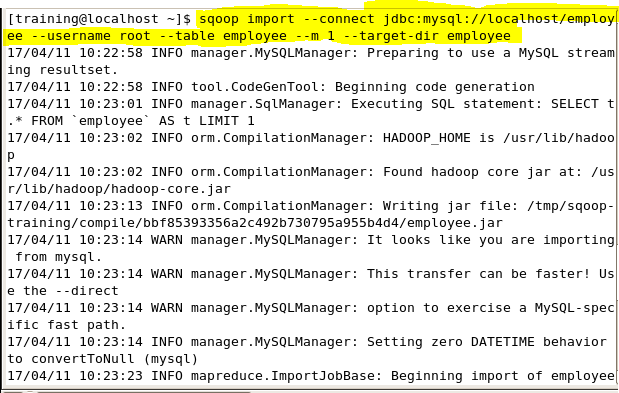 [training@localhost ~]$ sqoop import --connect jdbc:mysql://localhost/employ
ee --username root --table employee --m 1 --target-dir employee
17/04/11 10:22:58 INFO manager.MySQLManager: Preparing to use a MySQL stream
ing resultset.
17/04/11 10:22:58 INFO tool.CodeGenTool: Beginning code generation
17/04/11 10:23:01 INFO manager.SqlManager: Executing SQL statement: SELECT t
.* FROM `employee` AS t LIMIT 1
17/04/11 10:23:02 INFO orm.CompilationManager: HADOOP_HOME is /usr/lib/hadoo
p
17/04/11 10:23:02 INFO orm.CompilationManager: Found hadoop core jar at: /us
r/lib/hadoop/hadoop-core.jar
17/04/11 10:23:13 INFO orm.CompilationManager: Writing jar file: /tmp/sqoop-
training/compile/bbf85393356a2c492b730795a955b4d4/employee.jar
17/04/11 10:23:14 WARN manager.MySQLManager: It looks like you are importing
 from mysql.
17/04/11 10:23:14 WARN manager.MySQLManager: This transfer can be faster! Us
e the --direct
17/04/11 10:23:14 WARN manager.MySQLManager: option to exercise a MySQL-spec
ific fast path.
17/04/11 10:23:14 INFO manager.MySQLManager: Setting zero DATETIME behavior 
to convertToNull (mysql)
17/04/11 10:23:23 INFO mapreduce.ImportJobBase: Beginning import of employee